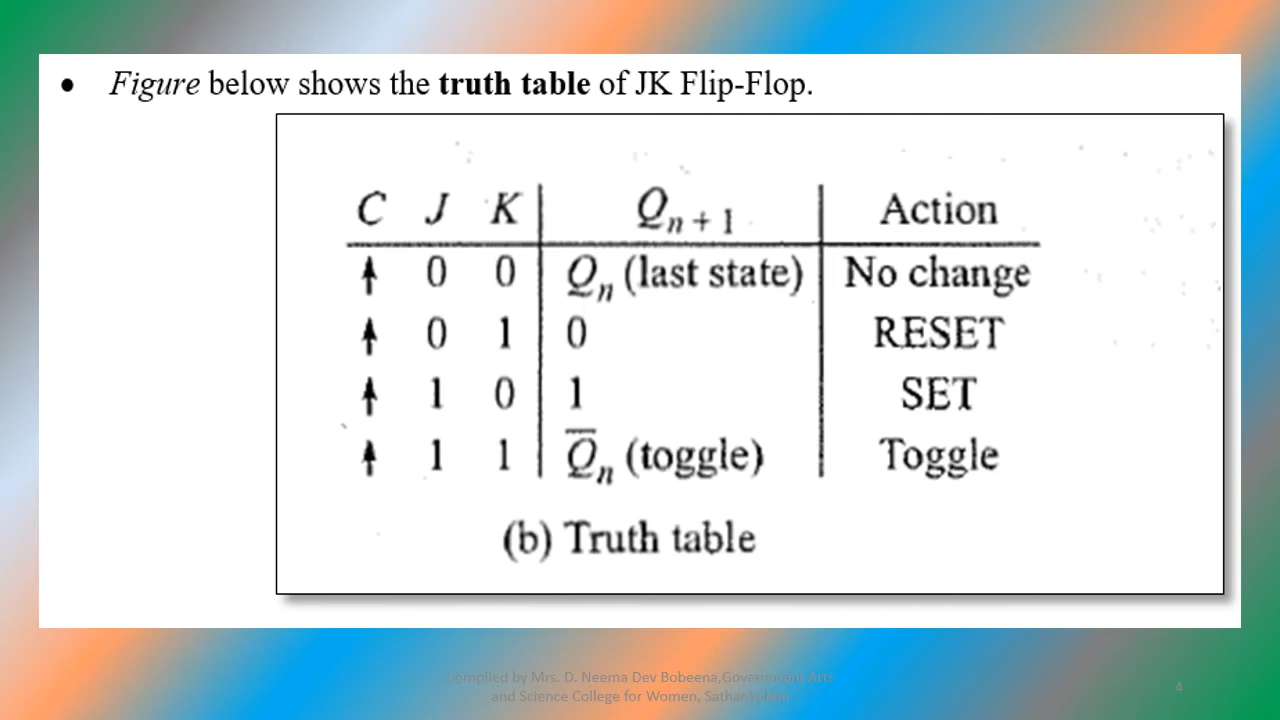 • Figure below shows the truth table of JK Flip-Flop.
C J K Qn + 1 Action
↑ 0 0 Qn (last state) No change
↑ 0 1 0 RESET
↑ 1 0 1 SET
↑ 1 1 Q̅n (toggle) Toggle
(b) Truth table
Compiled by Mrs. D. Neema Dev Bobeena,Government Arts
and Science College for Women, Sathankulam
4